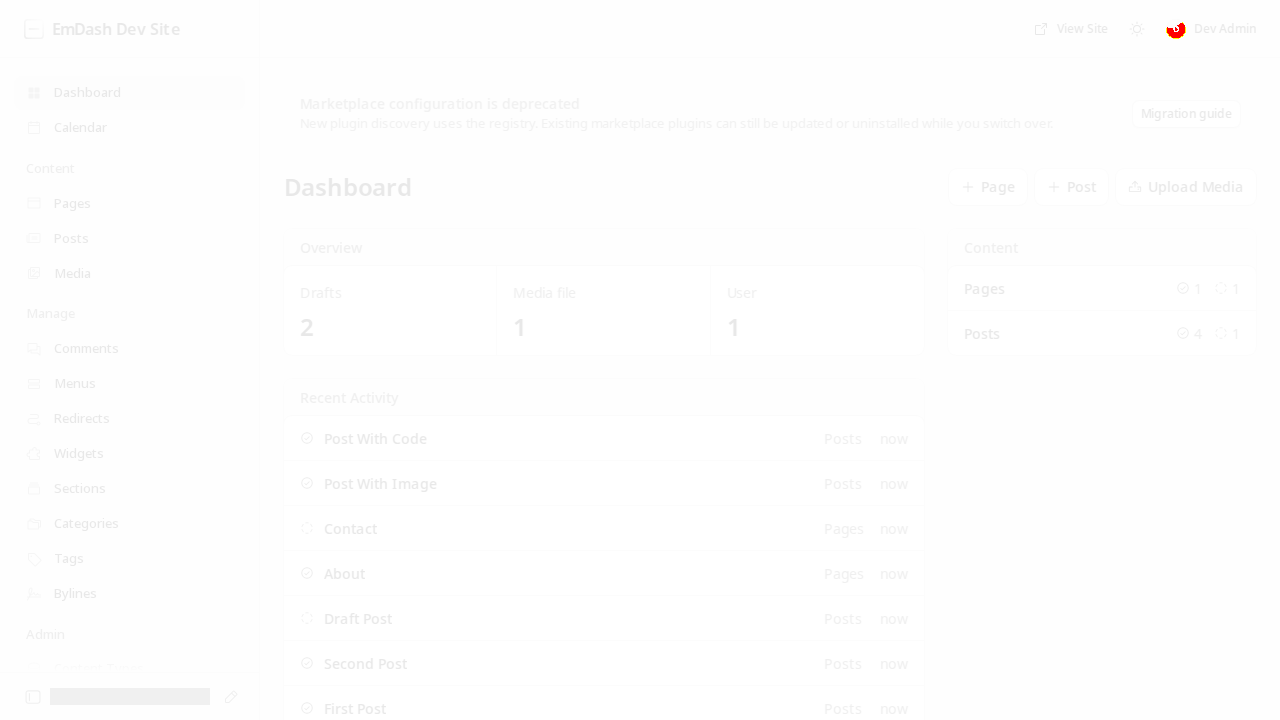 EmDash Dev Site
View Site
Dev Admin
Dashboard
Calendar
Content
Pages
Posts
Media
Manage
Comments
Menus
Redirects
Widgets
Sections
Categories
Tags
Bylines
Admin
Marketplace configuration is deprecated
New plugin discovery uses the registry. Existing marketplace plugins can still be updated or uninstalled while you switch over.
Migration guide
Dashboard
Page
Post
Upload Media
Overview
Drafts
2
Media file
1
User
1
Content
Pages 1 1
Posts 4 1
Recent Activity
Post With Code Posts now
Post With Image Posts now
Contact Pages now
About Pages now
Draft Post Posts now
Second Post Posts now
First Post Posts now